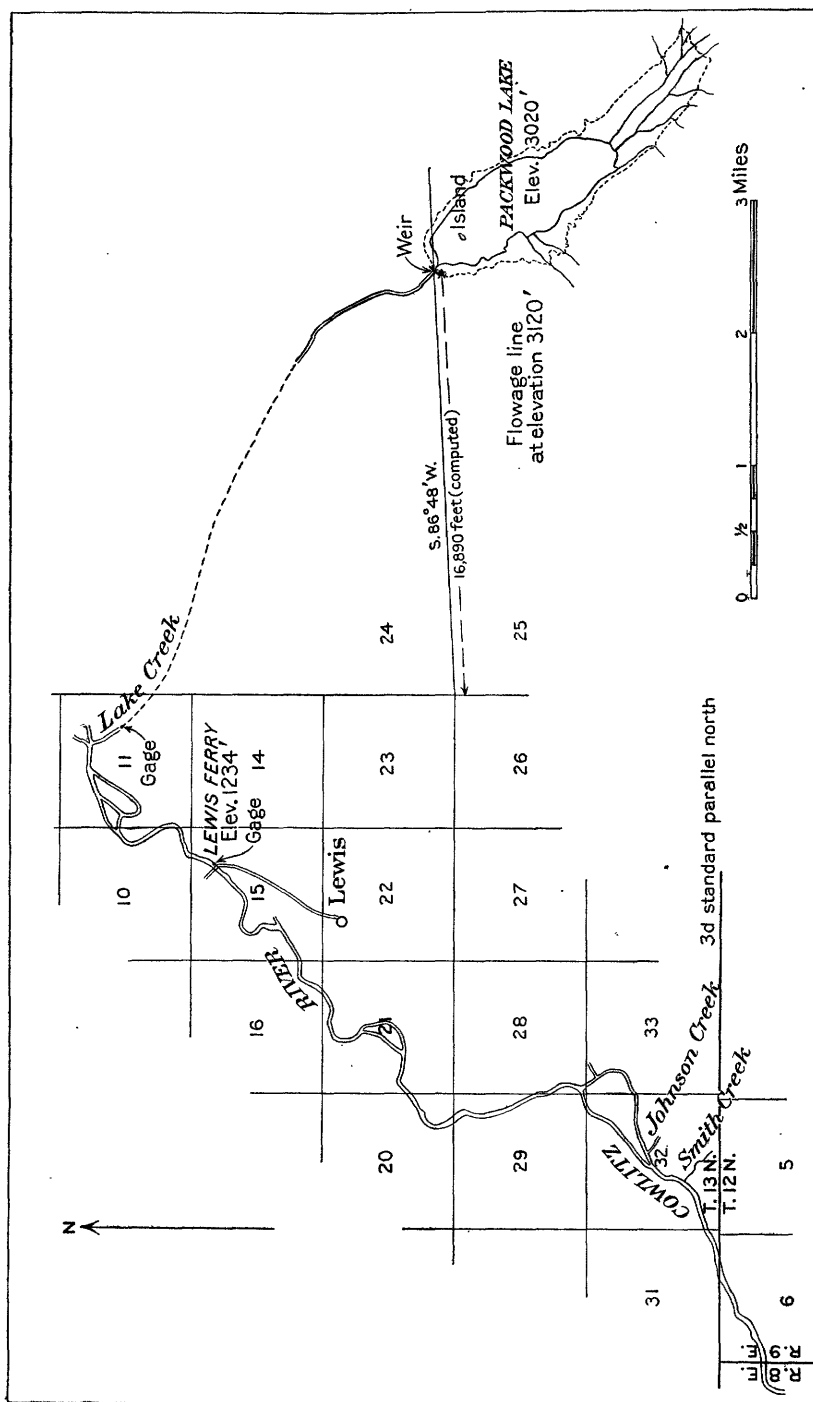 N
Lake Creek
11
Gage
10
LEWIS FERRY
Elev. 1234'
Gage
14
15
16
RIVER
Lewis
24
23
22
21
20
25
26
27
28
29
S. 86°48'W.
16,890 feet (computed)
Weir
Island
PACKWOOD LAKE
Elev. 3020'
Flowage line
at elevation 3120'
33
32
31
COWLITZ
Johnson Creek
Smith Creek
3d standard parallel north
T. 13 N.
T. 12 N.
5
6
R. 8 E.
R. 9 E.
0 ½ 1 2 3 Miles